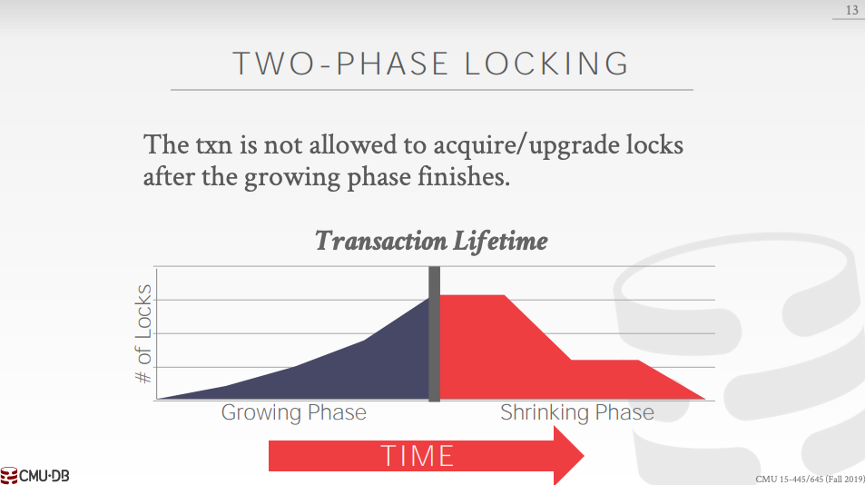 13
TWO-PHASE LOCKING
The txn is not allowed to acquire/upgrade locks
after the growing phase finishes.
Transaction Lifetime
# of Locks
Growing Phase
Shrinking Phase
TIME
CMU·DB
CMU 15-445/645 (Fall 2019)